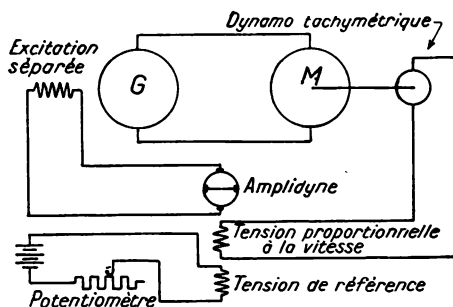 Dynamo tachymétrique
Excitation
séparée
G
M
Amplidyne
Tension proportionnelle
à la vitesse
Tension de référence
Potentiomètre